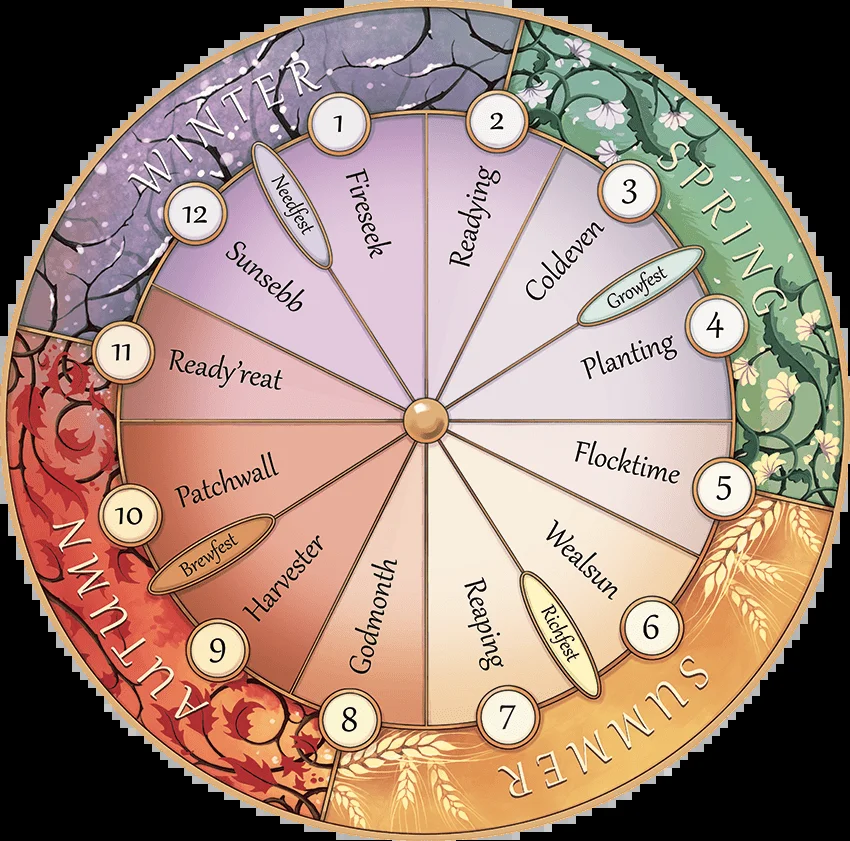 WINTER
SPRING
SUMMER
AUTUMN
1
Fireseek
2
Readying
3
Coldeven
Growfest
4
Planting
5
Flocktime
6
Wealsun
Richfest
7
Reaping
8
Godmonth
9
Harvester
Brewfest
10
Patchwall
11
Ready'reat
12
Sunsebb
Needfest